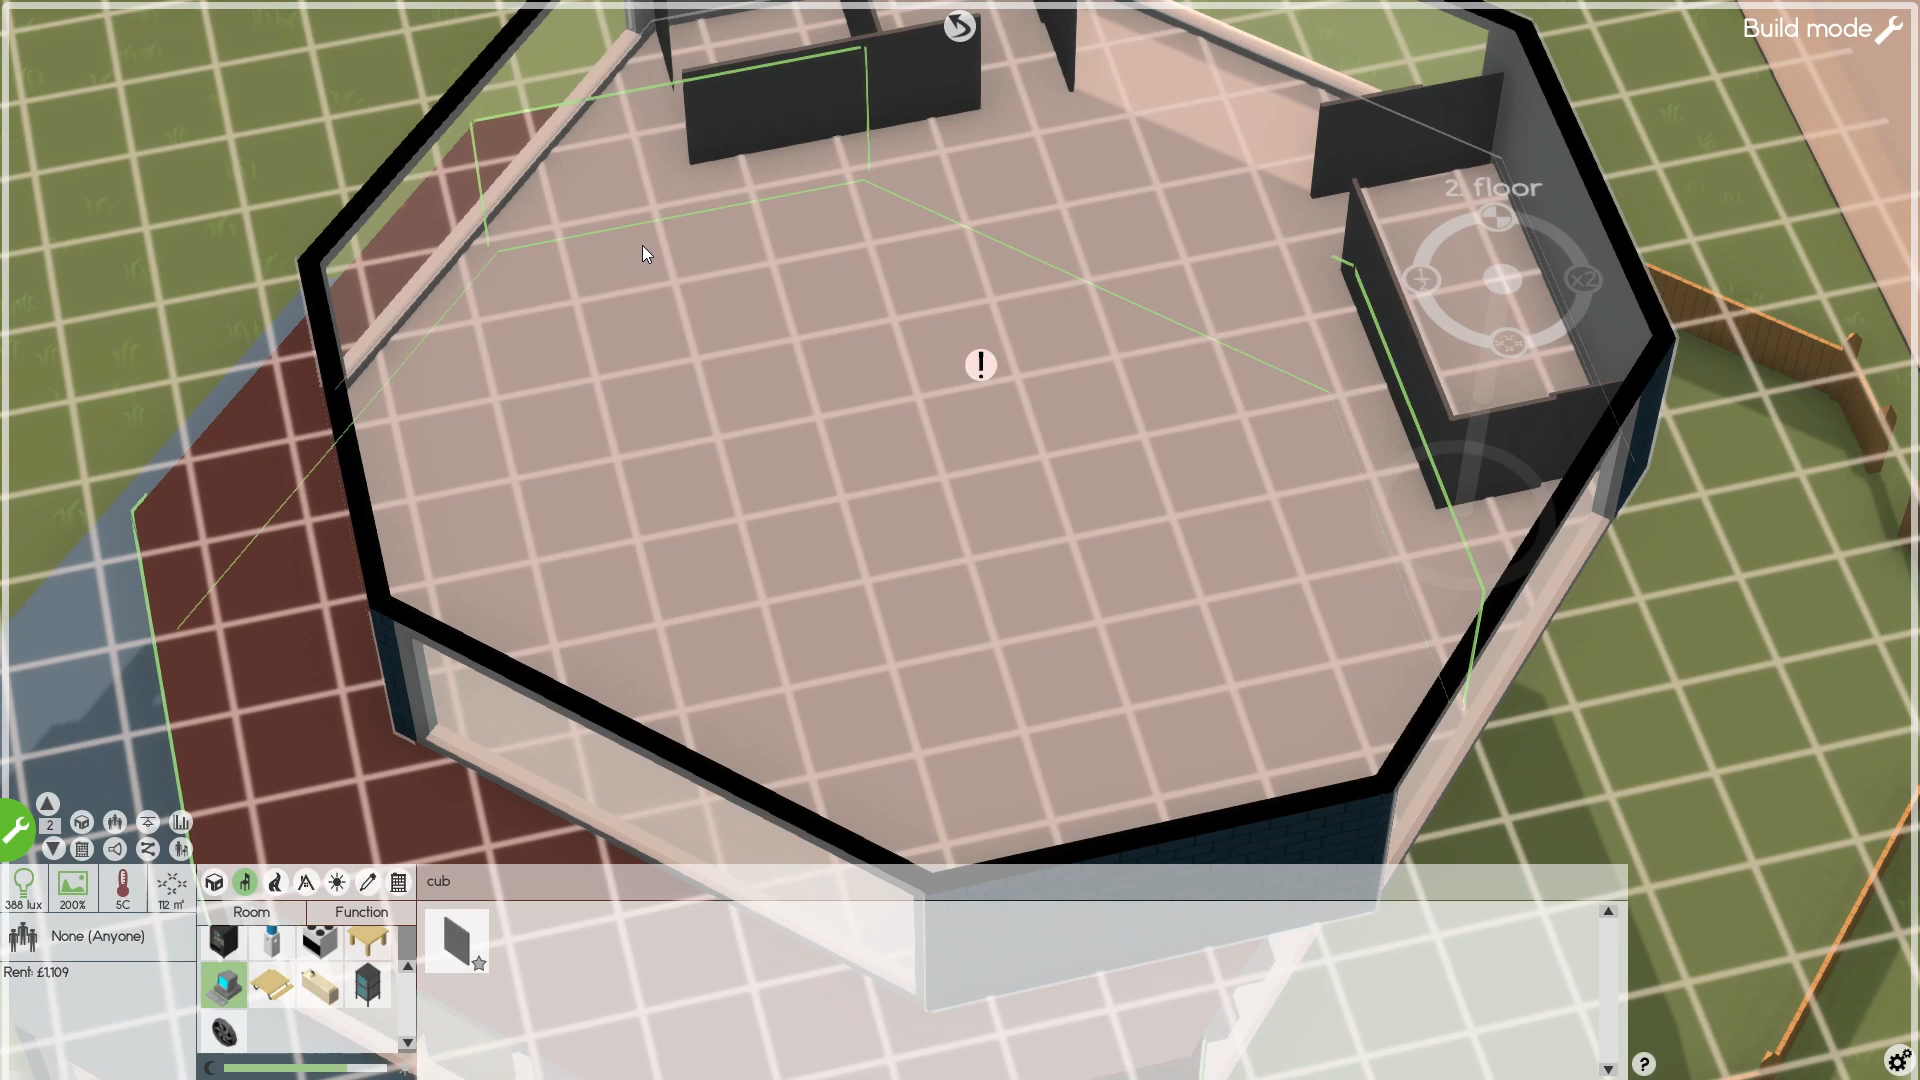 Build mode
2. floor
x2
!
2
388 lux
200%
5C
112 m²
cub
Room
Function
None (Anyone)
Rent: £1,109
?